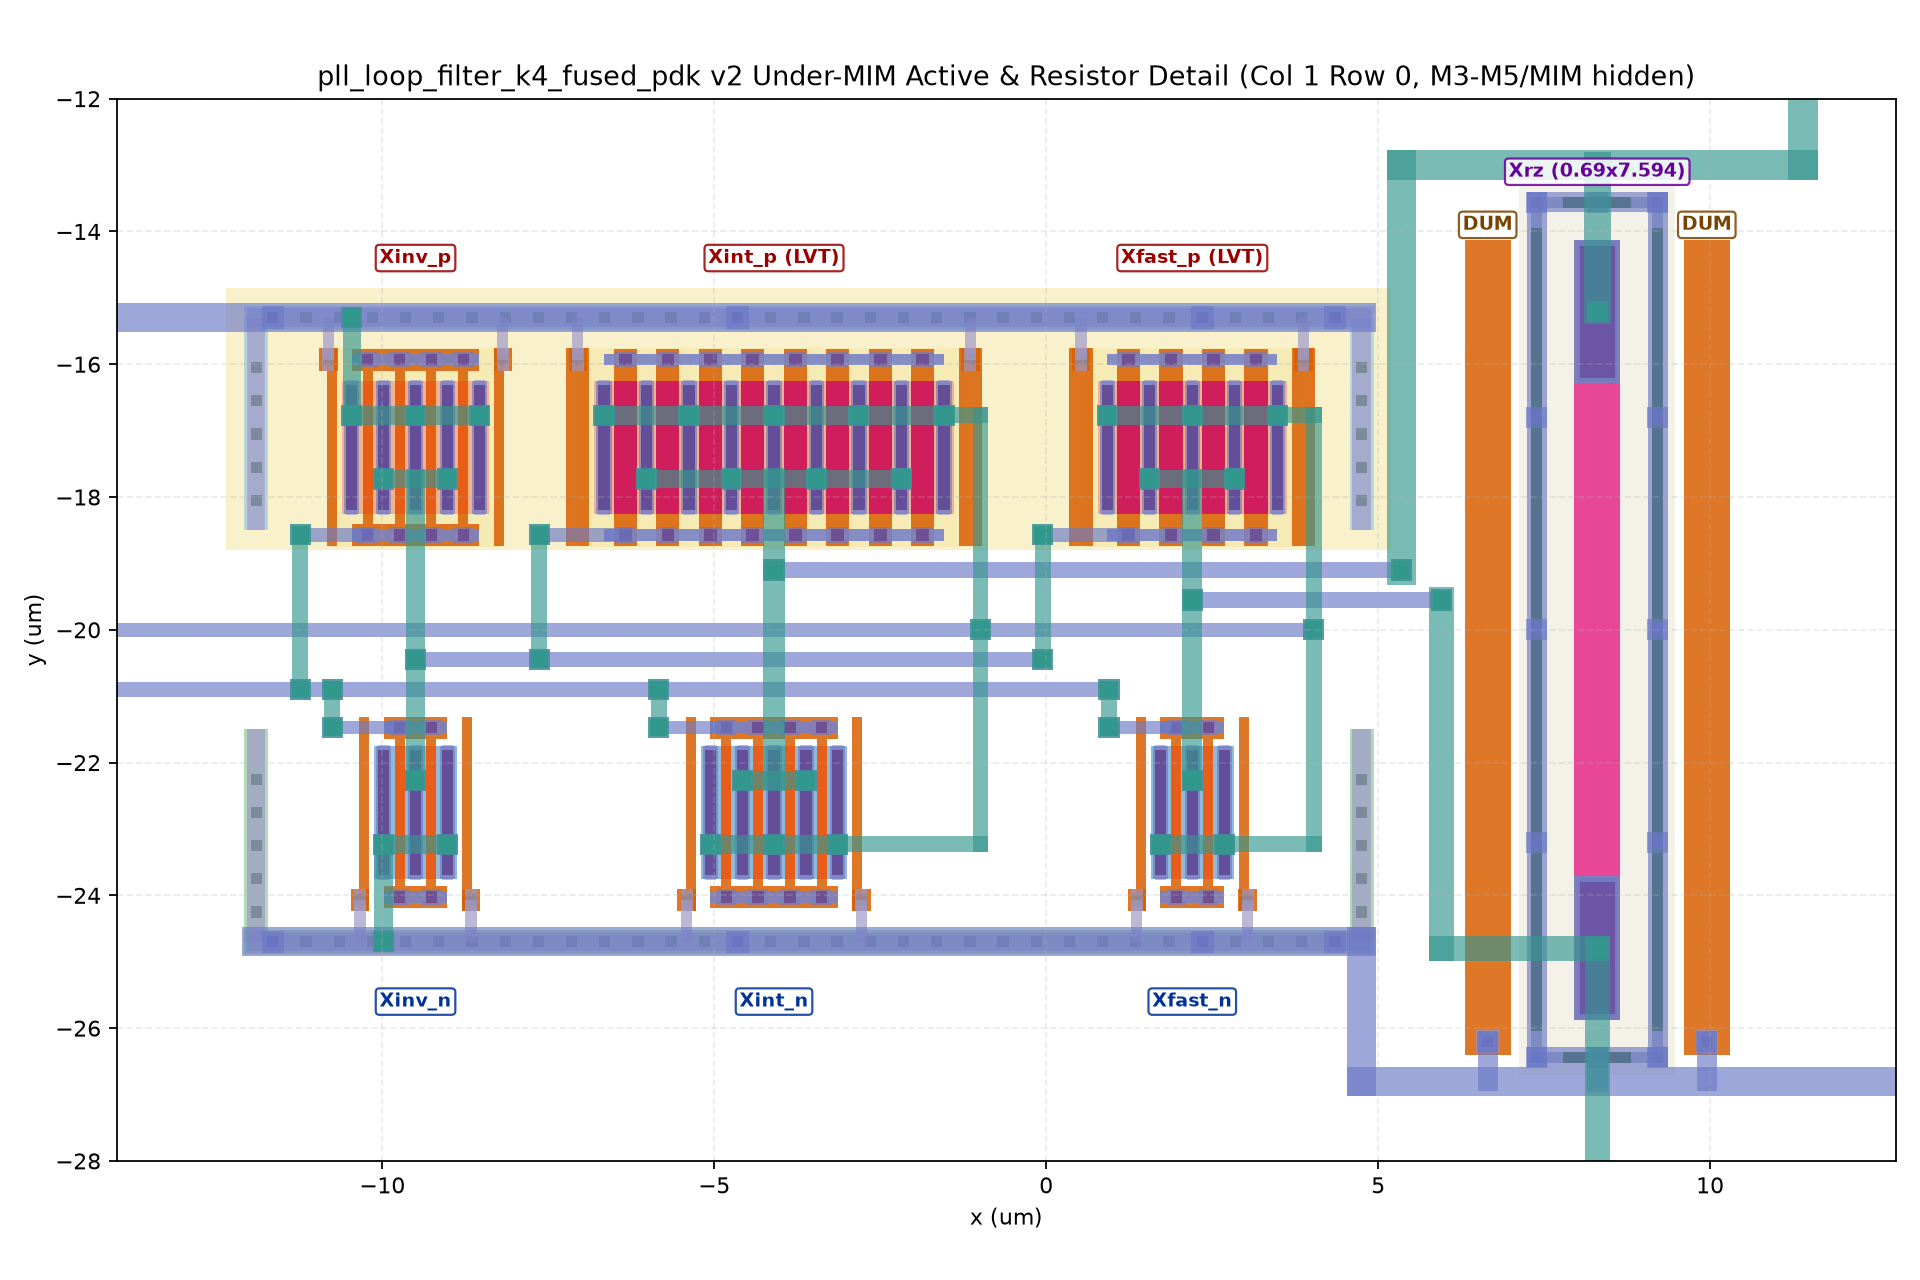 pll_loop_filter_k4_fused_pdk v2 Under-MIM Active & Resistor Detail (Col 1 Row 0, M3-M5/MIM hidden)
−12
−14
−16
−18
−20
−22
−24
−26
−28
y (um)
Xrz (0.69x7.594)
DUM
DUM
Xinv_p
Xint_p (LVT)
Xfast_p (LVT)
Xinv_n
Xint_n
Xfast_n
−10
−5
0
5
10
x (um)